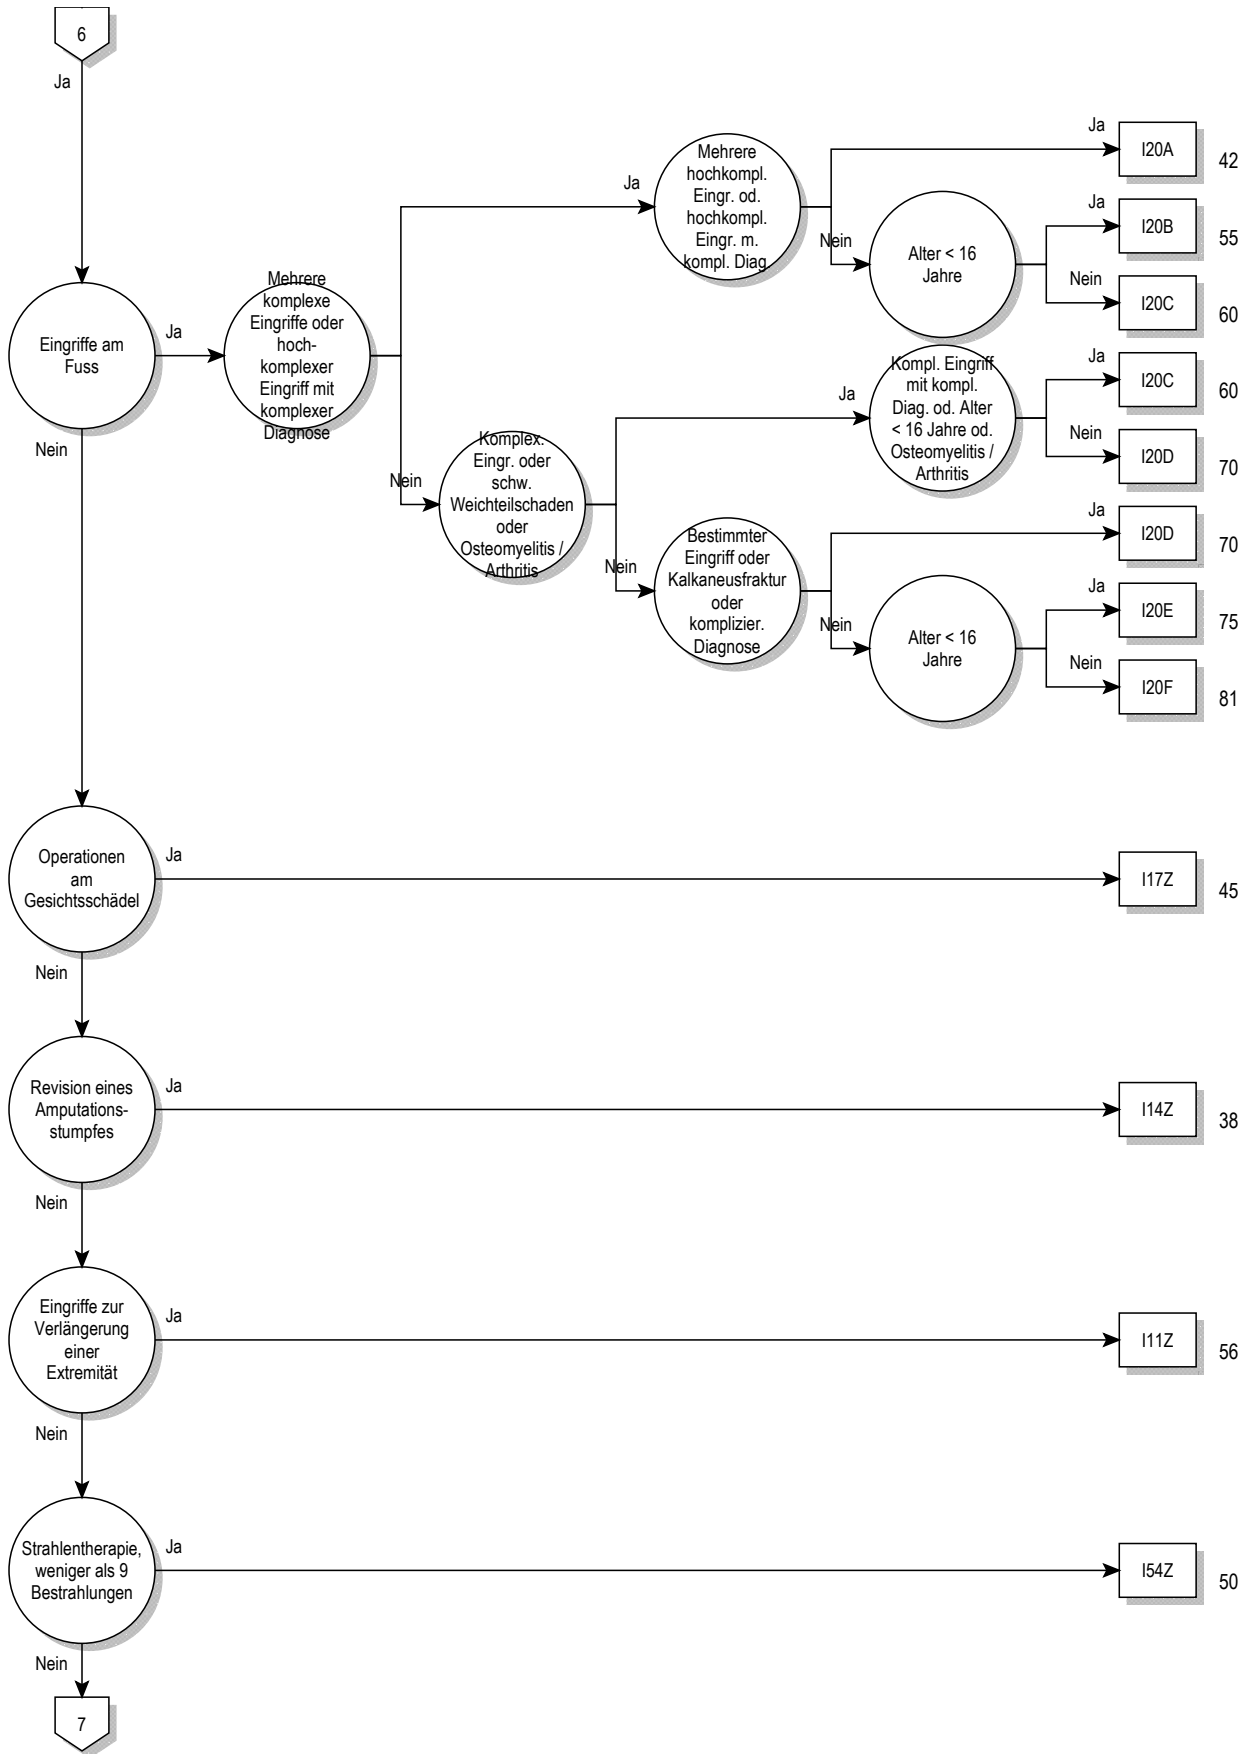 6
Ja
Mehrere
hochkompl.
Eingr. od.
hochkompl.
Eingr. m.
kompl. Diag.
Ja
Nein
Ja
I20A
42
Alter < 16
Jahre
Ja
I20B
55
Nein
I20C
60
Eingriffe am
Fuss
Ja
Nein
Mehrere
komplexe
Eingriffe oder
hoch-
komplexer
Eingriff mit
komplexer
Diagnose
Nein
Komplex.
Eingr. oder
schw.
Weichteilschaden
oder
Osteomyelitis /
Arthritis
Ja
Nein
Kompl. Eingriff
mit kompl.
Diag. od. Alter
< 16 Jahre od.
Osteomyelitis /
Arthritis
Ja
I20C
60
Nein
I20D
70
Bestimmter
Eingriff oder
Kalkaneusfraktur
oder
komplizier.
Diagnose
Ja
I20D
70
Nein
Alter < 16
Jahre
Ja
I20E
75
Nein
I20F
81
Operationen
am
Gesichtsschädel
Ja
I17Z
45
Nein
Revision eines
Amputations-
stumpfes
Ja
I14Z
38
Nein
Eingriffe zur
Verlängerung
einer
Extremität
Ja
I11Z
56
Nein
Strahlentherapie,
weniger als 9
Bestrahlungen
Ja
I54Z
50
Nein
7